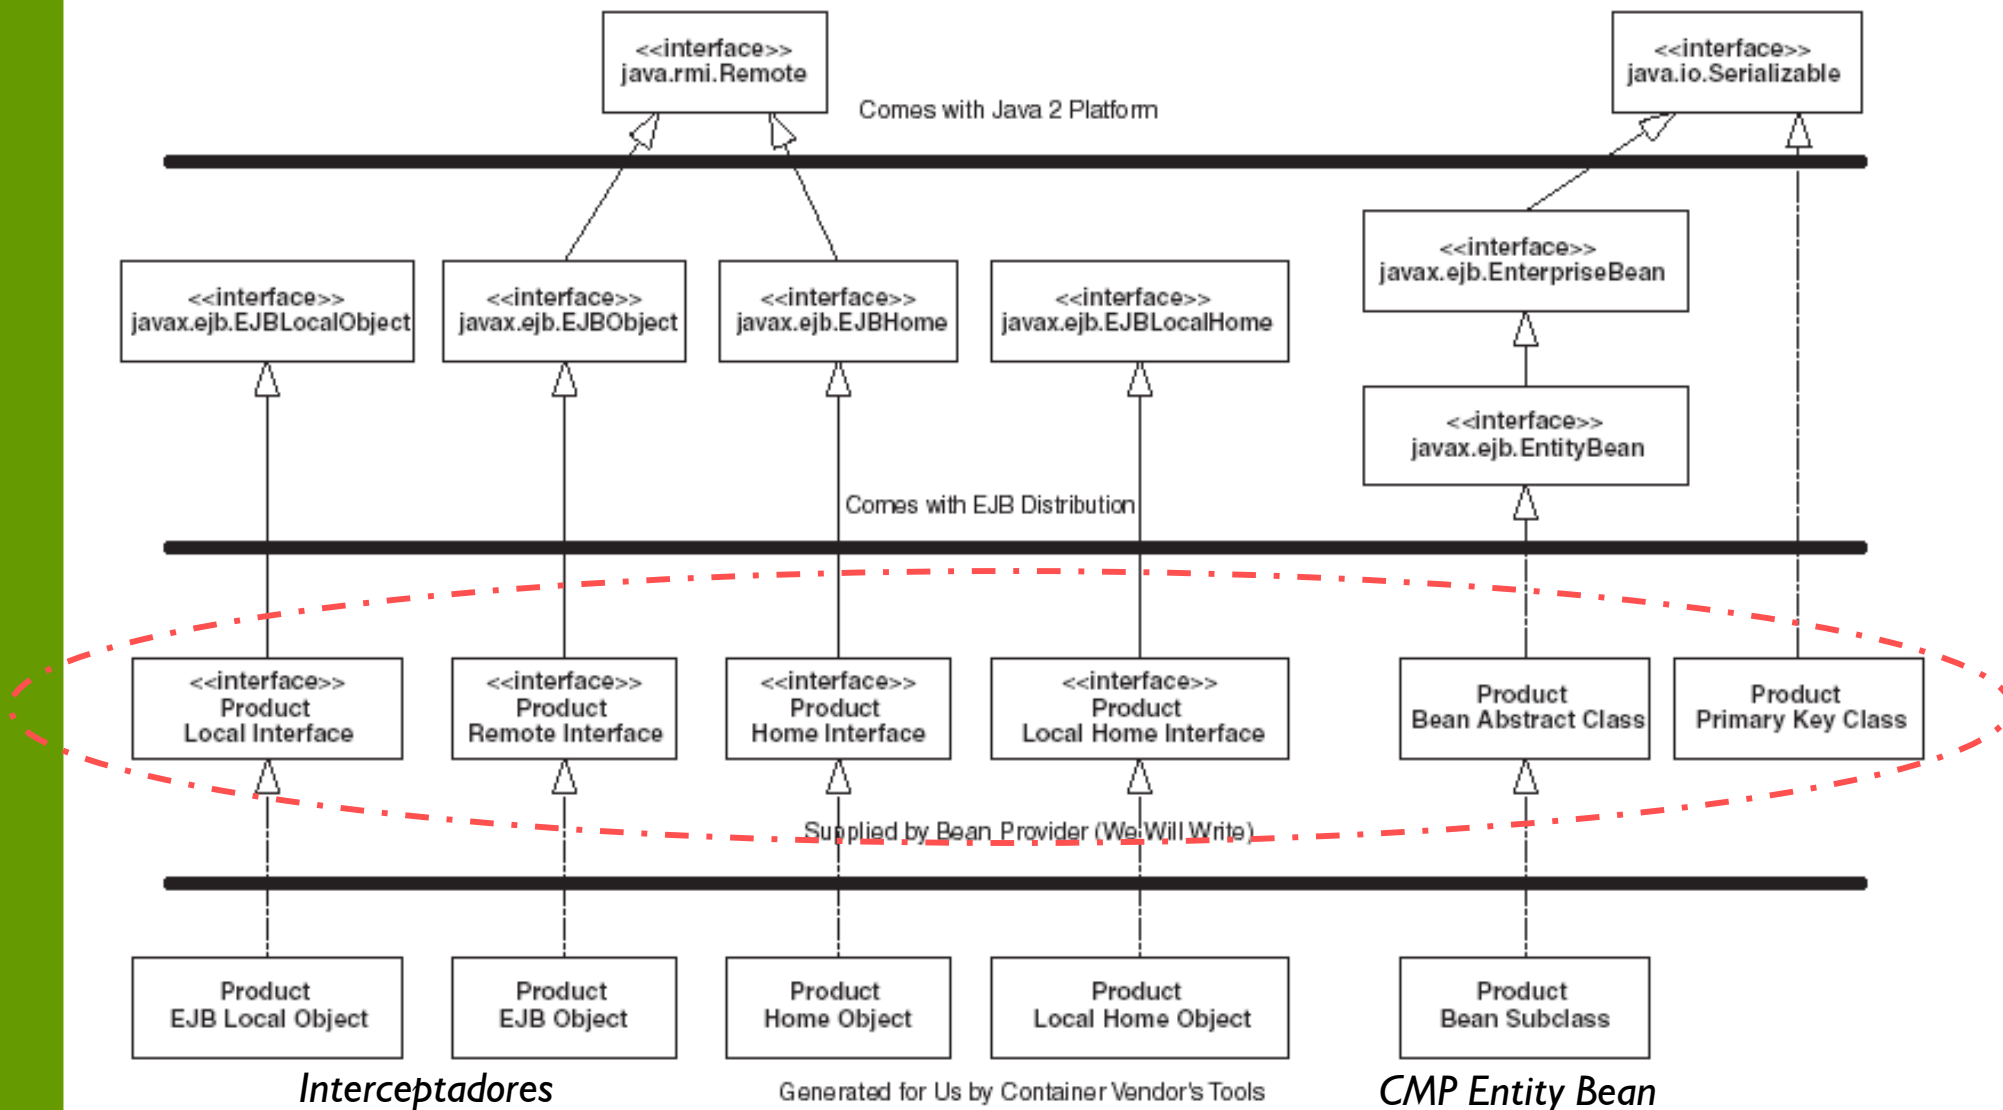 <<interface>>
java.rmi.Remote
<<interface>>
java.io.Serializable
Comes with Java 2 Platform
<<interface>>
javax.ejb.EnterpriseBean
<<interface>>
javax.ejb.EJBLocalObject
<<interface>>
javax.ejb.EJBObject
<<interface>>
javax.ejb.EJBHome
<<interface>>
javax.ejb.EJBLocalHome
<<interface>>
javax.ejb.EntityBean
Comes with EJB Distribution
<<interface>>
Product
Local Interface
<<interface>>
Product
Remote Interface
<<interface>>
Product
Home Interface
<<interface>>
Product
Local Home Interface
Product
Bean Abstract Class
Product
Primary Key Class
Supplied by Bean Provider (We Will Write)
Product
EJB Local Object
Product
EJB Object
Product
Home Object
Product
Local Home Object
Product
Bean Subclass
Interceptadores
Generated for Us by Container Vendor's Tools
CMP Entity Bean